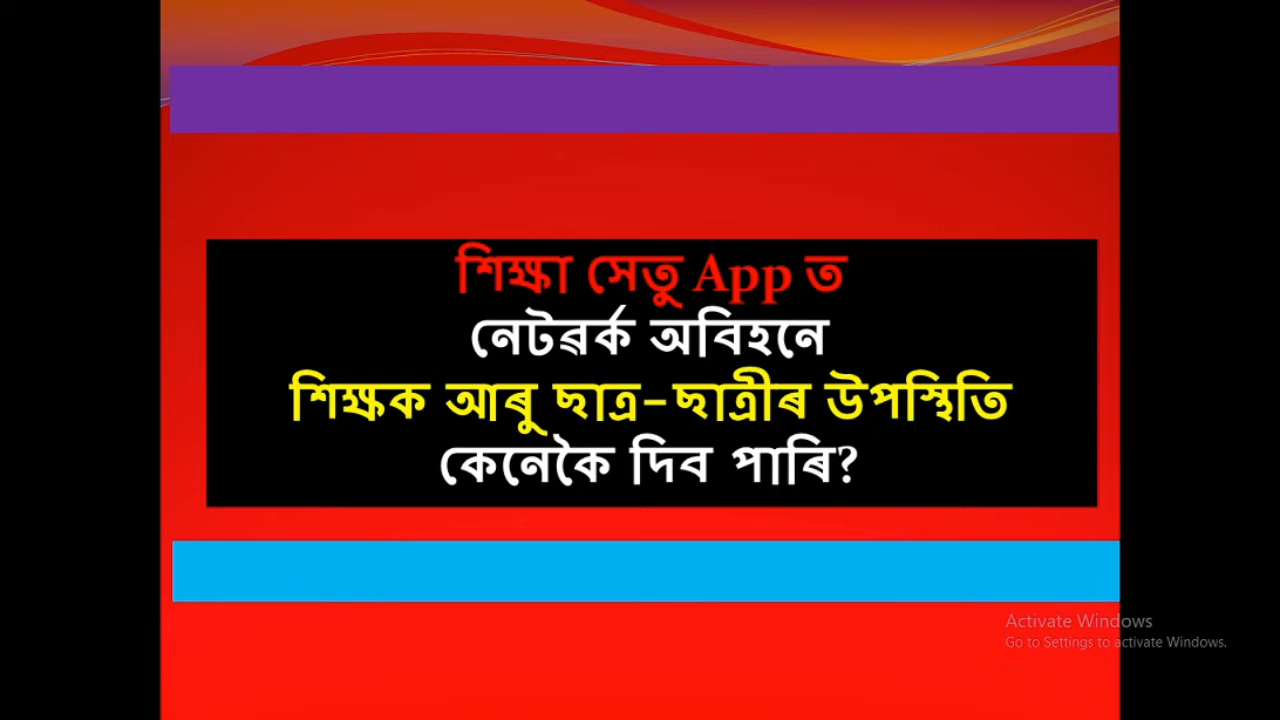 শিক্ষা সেতু App ত
নেটৱৰ্ক অবিহনে
শিক্ষক আৰু ছাত্ৰ-ছাত্ৰীৰ উপস্থিতি
কেনেকৈ দিব পাৰি?
Activate Windows
Go to Settings to activate Windows.